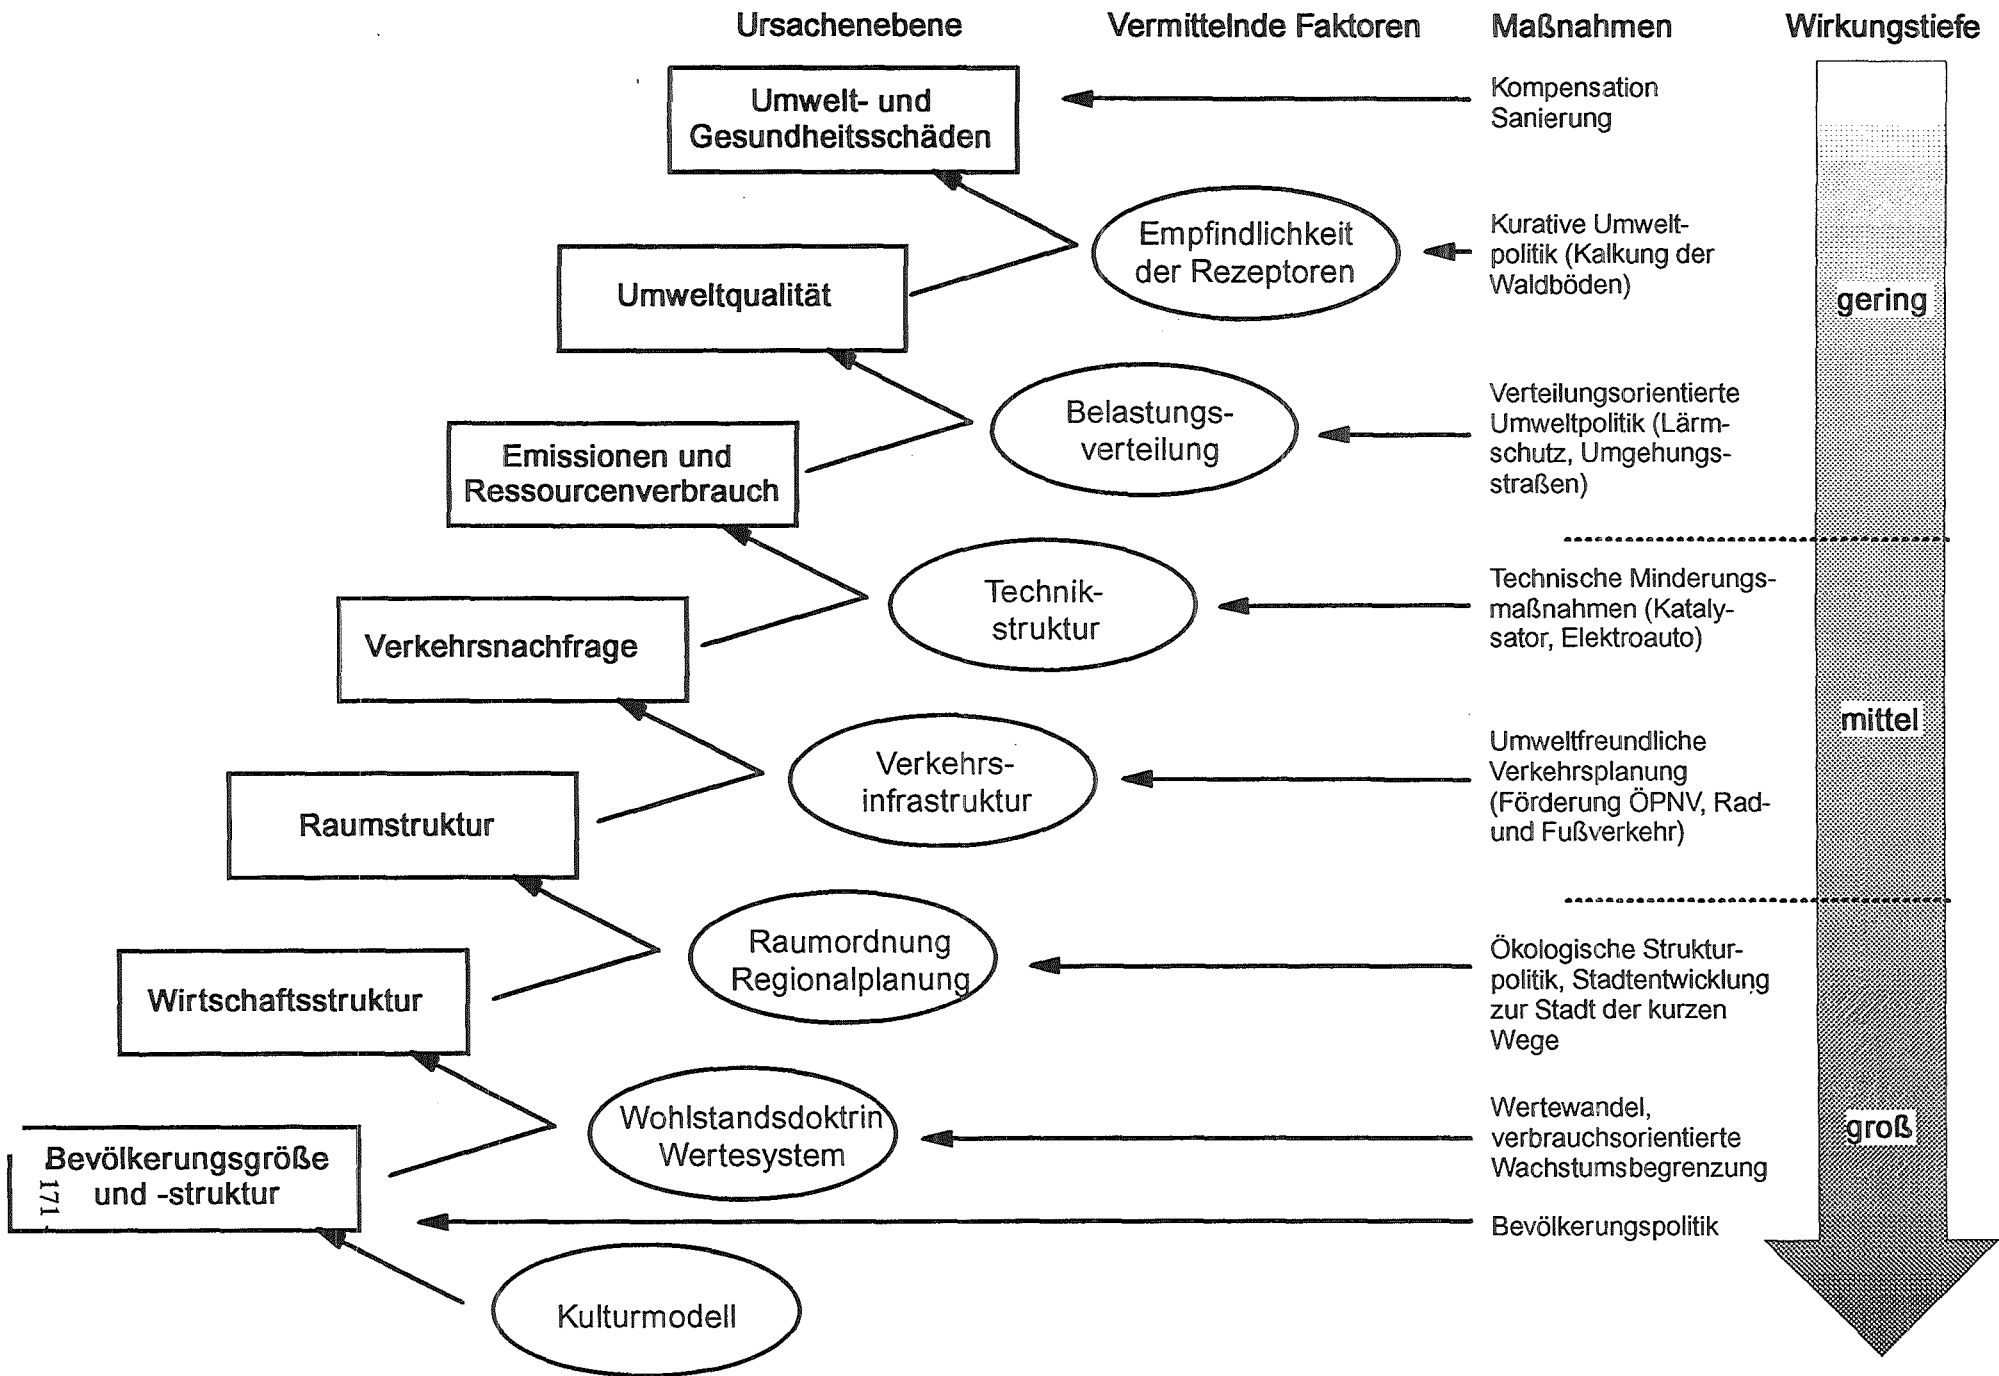 Ursachenebene
Vermittelnde Faktoren
Maßnahmen
Wirkungstiefe
Umwelt- und
Gesundheitsschäden
Kompensation
Sanierung
Empfindlichkeit
der Rezeptoren
Kurative Umwelt-
politik (Kalkung der
Waldböden)
Umweltqualität
gering
Belastungs-
verteilung
Verteilungsorientierte
Umweltpolitik (Lärm-
schutz, Umgehungs-
straßen)
Emissionen und
Ressourcenverbrauch
Technik-
struktur
Technische Minderungs-
maßnahmen (Kataly-
sator, Elektroauto)
Verkehrsnachfrage
mittel
Verkehrs-
infrastruktur
Umweltfreundliche
Verkehrsplanung
(Förderung ÖPNV, Rad-
und Fußverkehr)
Raumstruktur
Raumordnung
Regionalplanung
Ökologische Struktur-
politik, Stadtentwicklung
zur Stadt der kurzen
Wege
Wirtschaftsstruktur
Wohlstandsdoktrin
Wertesystem
Wertewandel,
verbrauchsorientierte
Wachstumsbegrenzung
groß
Bevölkerungsgröße
und -struktur
171
Bevölkerungspolitik
Kulturmodell